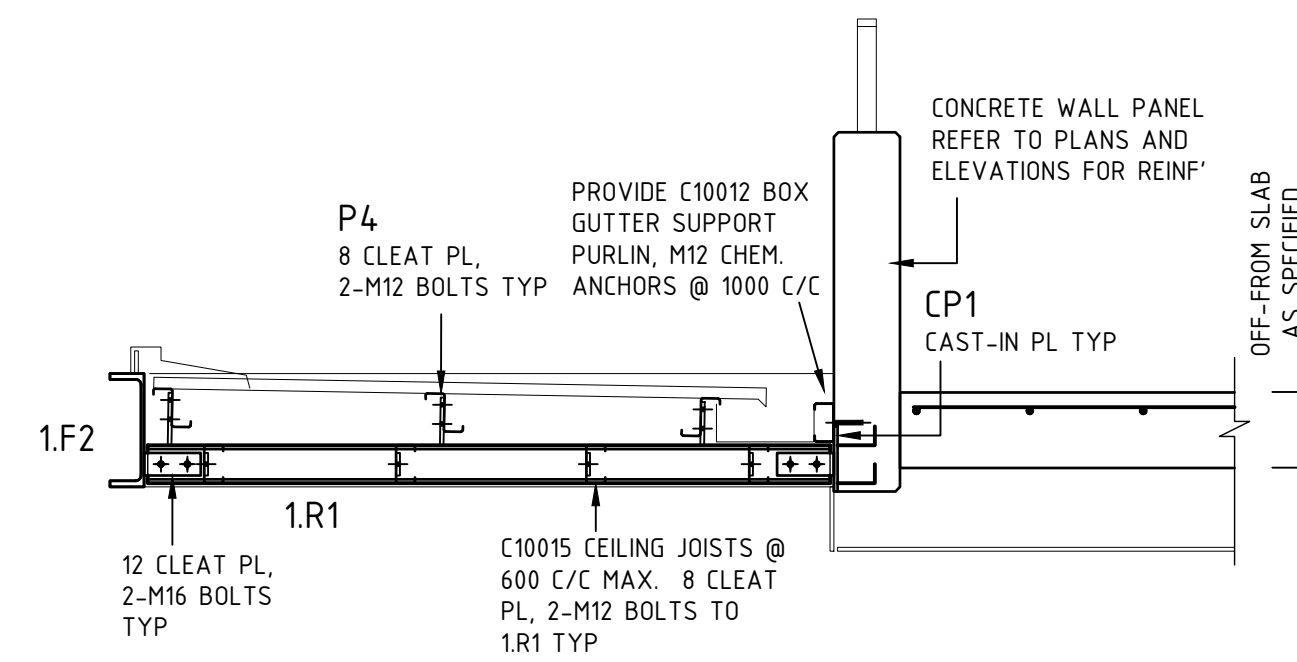 CONCRETE WALL PANEL
REFER TO PLANS AND
ELEVATIONS FOR REINF'
PROVIDE C10012 BOX
GUTTER SUPPORT
PURLIN, M12 CHEM.
ANCHORS @ 1000 C/C
P4
8 CLEAT PL,
2-M12 BOLTS TYP
CP1
CAST-IN PL TYP
OFF-FROM SLAB
AS SPECIFIED
1.F2
1.R1
12 CLEAT PL,
2-M16 BOLTS
TYP
C10015 CEILING JOISTS @
600 C/C MAX. 8 CLEAT
PL, 2-M12 BOLTS TO
1.R1 TYP